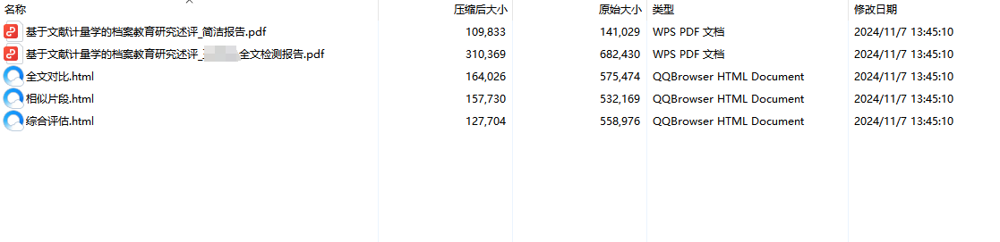 名称 压缩后大小 原始大小 类型 修改日期
基于文献计量学的档案教育研究述评_简洁报告.pdf 109,833 141,029 WPS PDF 文档 2024/11/7 13:45:10
基于文献计量学的档案教育研究述评_全文检测报告.pdf 310,369 682,430 WPS PDF 文档 2024/11/7 13:45:10
全文对比.html 164,026 575,474 QQBrowser HTML Document 2024/11/7 13:45:10
相似片段.html 157,730 532,169 QQBrowser HTML Document 2024/11/7 13:45:10
综合评估.html 127,704 558,976 QQBrowser HTML Document 2024/11/7 13:45:10